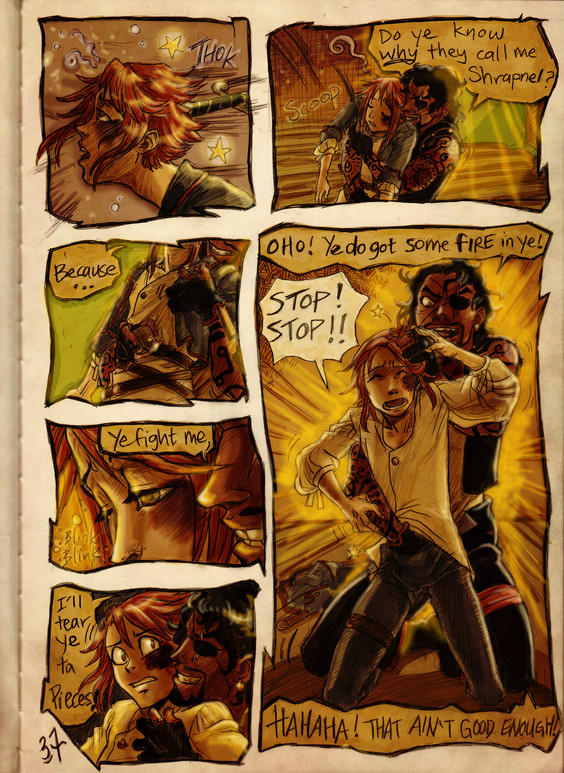 THOK
SCOOP
Do ye know
why they call me
Shrapnel?
Because
...
Ye fight me,
Blink
Blink
I'll
tear
ye
ta
Pieces
OHO! Ye do got some FIRE in ye!
STOP!
STOP!!
HAHAHA! THAT AIN'T GOOD ENOUGH!
37